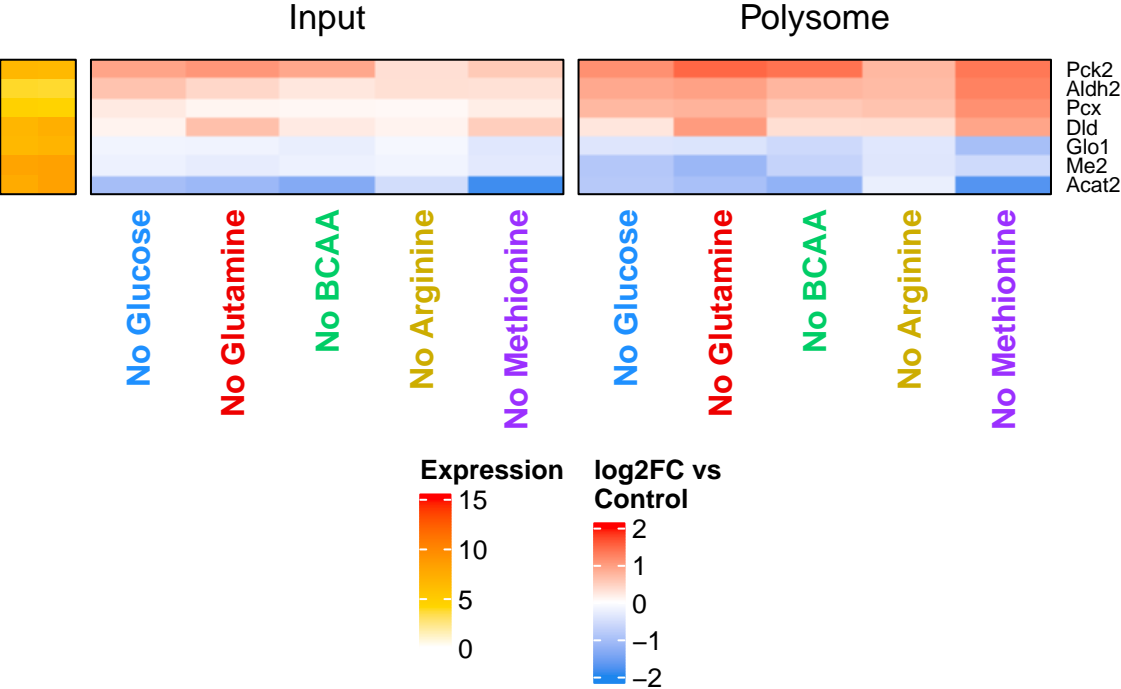 Input
Polysome
Pck2
Aldh2
Pcx
Dld
Glo1
Me2
Acat2
No Glucose
No Glutamine
No BCAA
No Arginine
No Methionine
No Glucose
No Glutamine
No BCAA
No Arginine
No Methionine
Expression
15
10
5
0
log2FC vs
Control
2
1
0
−1
−2